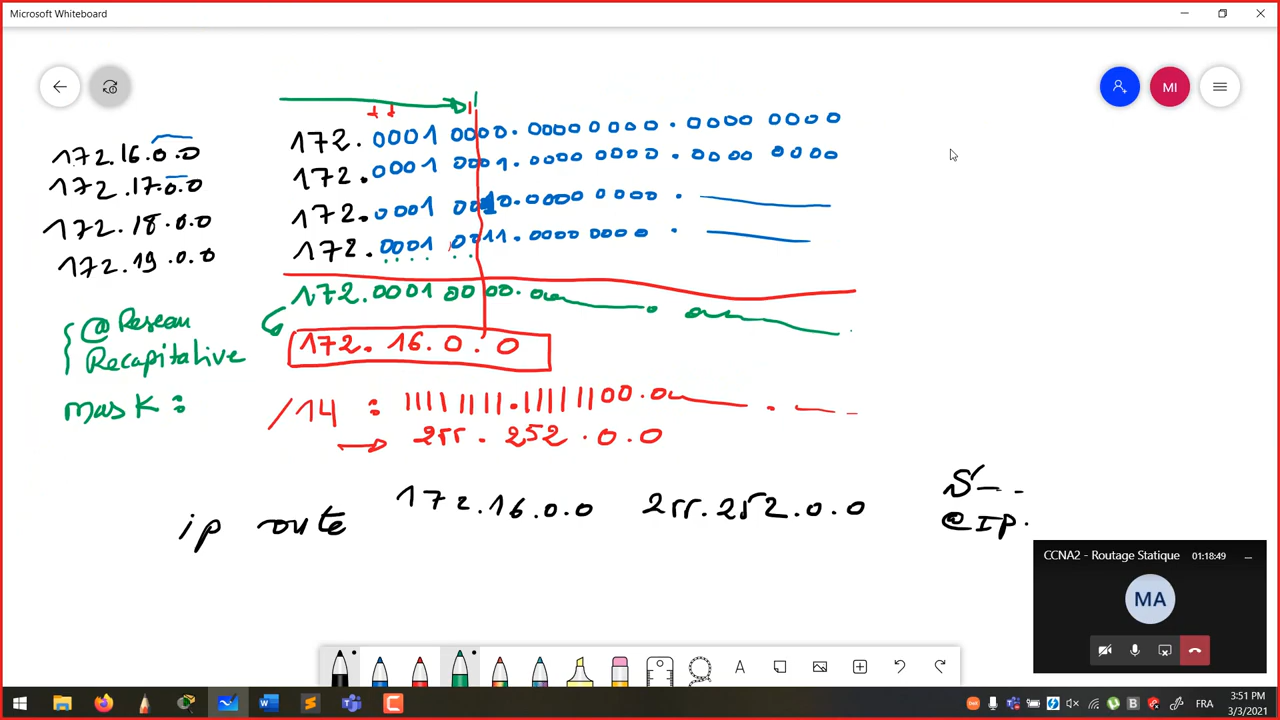 Microsoft Whiteboard
MI
172.16.0.0
172.17.0.0
172.18.0.0
172.19.0.0
172.0001 0000.00000000.0000 0000
172.0001 0001.0000 0000.0000 0000
172.0001 0010.0000 0000.
172.0001 0011.0000 0000.
172.0001 0000.0
@Reseau
Recapitulative
172.16.0.0
mask :
/14 : 11111111.11111100.0
255.252.0.0
ip route 172.16.0.0 255.252.0.0 S
@IP.
CCNA2 - Routage Statique 01:18:49
MA
A
FRA
3:51 PM
3/3/2021